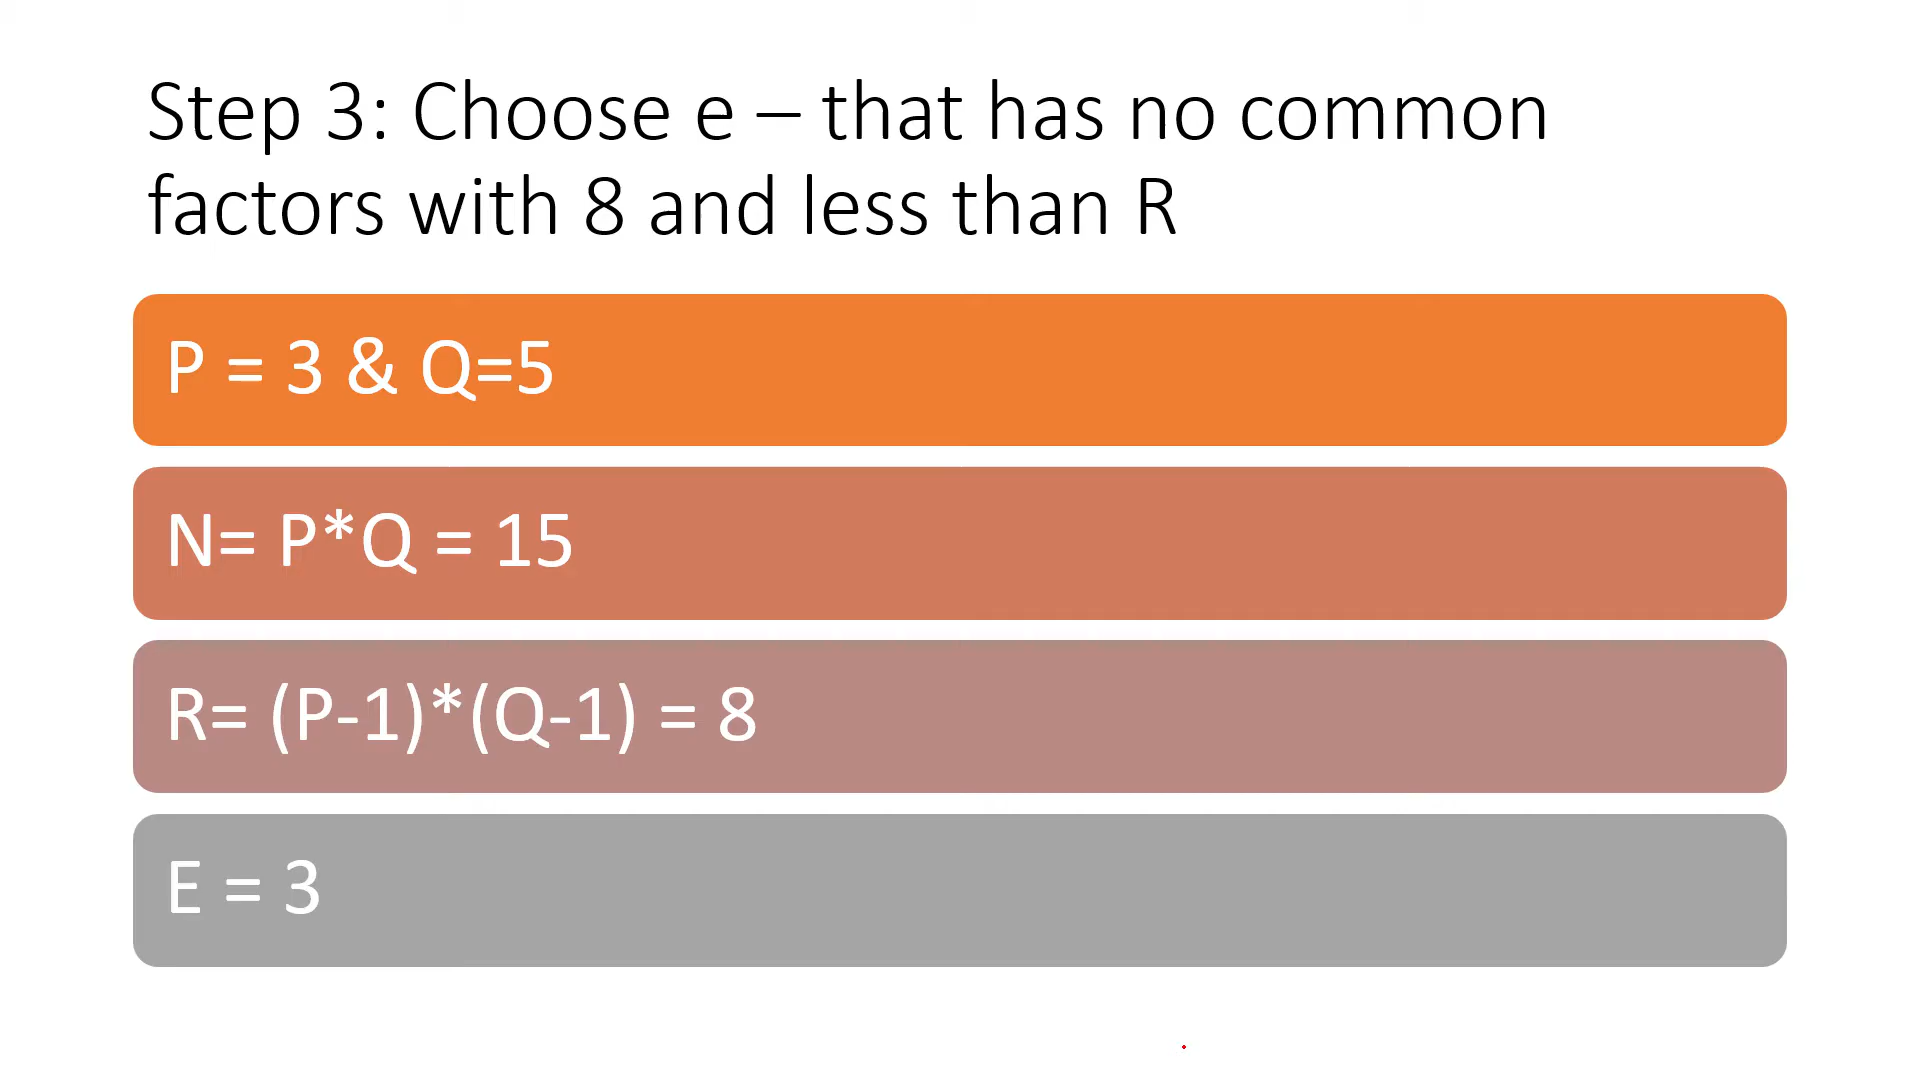 Step 3: Choose e – that has no common
factors with 8 and less than R
P = 3 & Q=5
N= P*Q = 15
R= (P-1)*(Q-1) = 8
E = 3